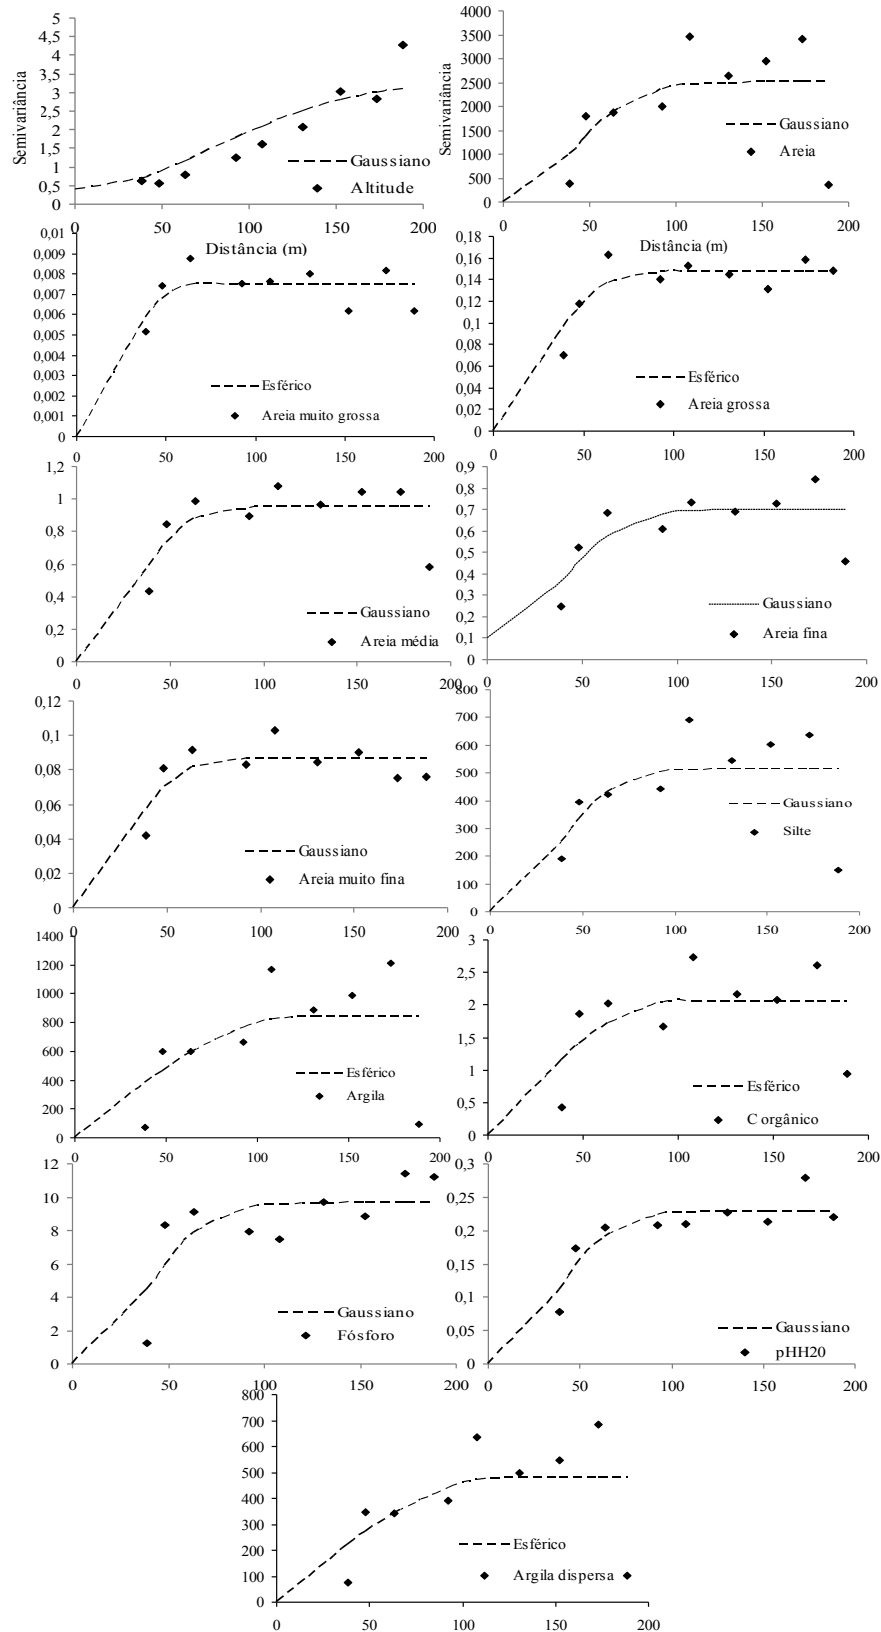 5
4,5
4
3,5
3
2,5
2
1,5
1
0,5
0
Semivariância
Gaussiano
Altitude
0 50 100 150 200
Distância (m)
4000
3500
3000
2500
2000
1500
1000
500
0
Semivariância
Gaussiano
Areia
0 50 100 150 200
Distância (m)
0,01
0,009
0,008
0,007
0,006
0,005
0,004
0,003
0,002
0,001
0
Esférico
Areia muito grossa
0 50 100 150 200
0,18
0,16
0,14
0,12
0,1
0,08
0,06
0,04
0,02
0
Esférico
Areia grossa
0 50 100 150 200
1,2
1
0,8
0,6
0,4
0,2
0
Gaussiano
Areia média
0 50 100 150 200
0,9
0,8
0,7
0,6
0,5
0,4
0,3
0,2
0,1
0
Gaussiano
Areia fina
0 50 100 150 200
0,12
0,1
0,08
0,06
0,04
0,02
0
Gaussiano
Areia muito fina
0 50 100 150 200
800
700
600
500
400
300
200
100
0
Gaussiano
Silte
0 50 100 150 200
1400
1200
1000
800
600
400
200
0
Esférico
Argila
0 50 100 150 200
3
2,5
2
1,5
1
0,5
0
Esférico
C orgânico
0 50 100 150 200
12
10
8
6
4
2
0
Gaussiano
Fósforo
0 50 100 150 200
0,3
0,25
0,2
0,15
0,1
0,05
0
Gaussiano
pHH20
0 50 100 150 200
800
700
600
500
400
300
200
100
0
Esférico
Argila dispersa
0 50 100 150 200